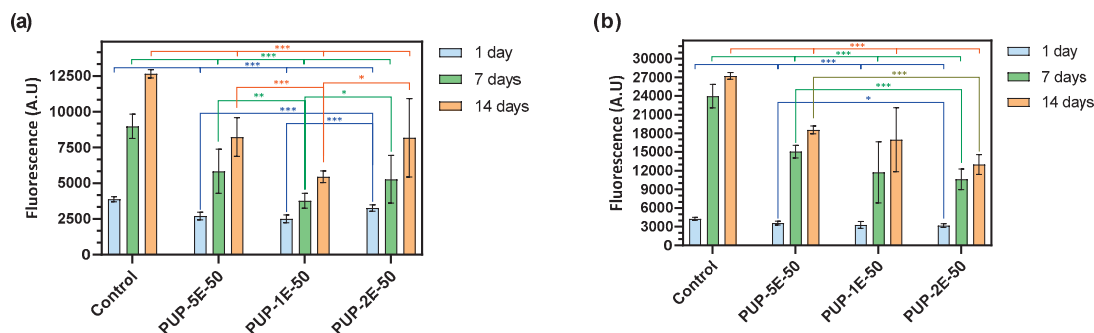 (a)
Fluorescence (A.U)
12500
10000
7500
5000
2500
0
***
***
***
***
*
**
*
***
***
Control
PUP-5E-50
PUP-1E-50
PUP-2E-50
1 day
7 days
14 days
(b)
Fluorescence (A.U)
30000
27000
24000
21000
18000
15000
12000
9000
6000
3000
0
***
***
***
***
***
*
Control
PUP-5E-50
PUP-1E-50
PUP-2E-50
1 day
7 days
14 days